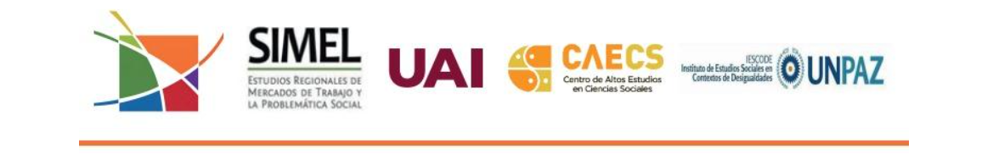 SIMEL
ESTUDIOS REGIONALES DE
MERCADOS DE TRABAJO Y
LA PROBLEMÁTICA SOCIAL
UAI
CAECS
Centro de Altos Estudios
en Ciencias Sociales
IESCODE
Instituto de Estudios Sociales en
Contextos de Desigualdades
UNPAZ